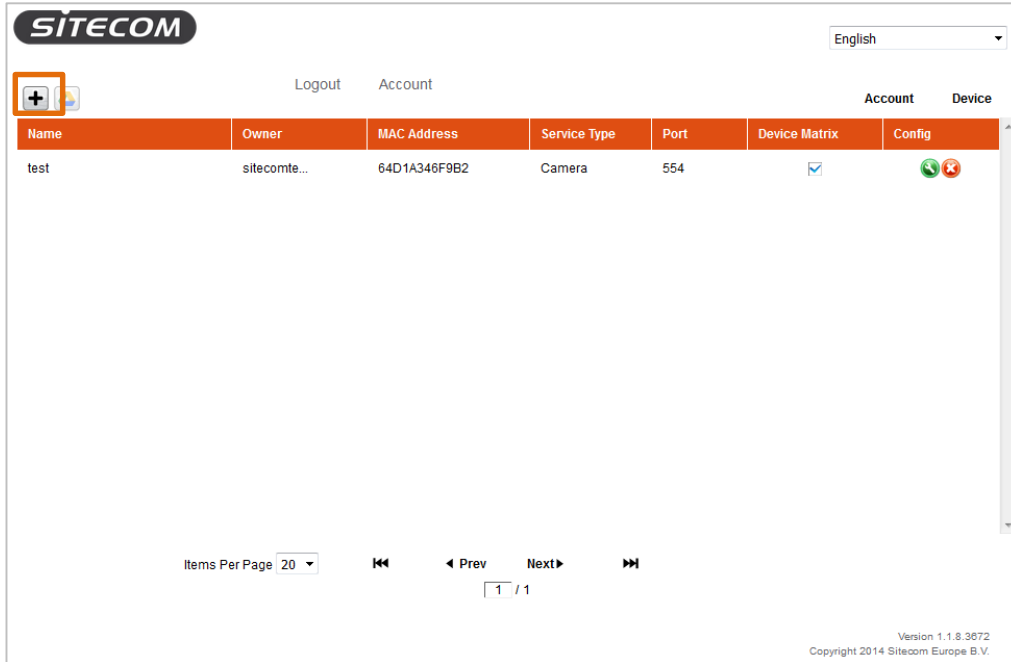 SITECOM
English
Logout Account
Account Device
Name Owner MAC Address Service Type Port Device Matrix Config
test sitecomte... 64D1A346F9B2 Camera 554
Items Per Page 20 Prev Next
1 / 1
Version 1.1.8.3672
Copyright 2014 Sitecom Europe B.V.